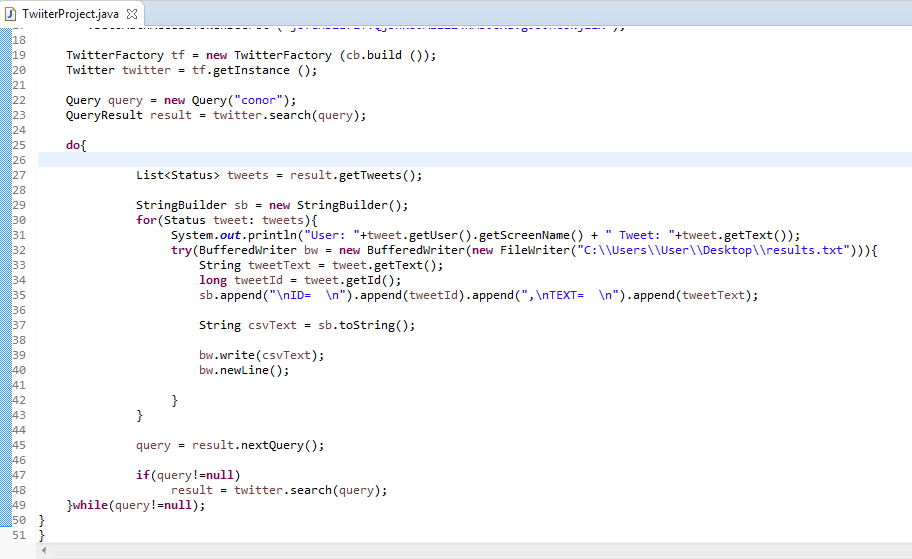 TwiiterProject.java
18
19 TwitterFactory tf = new TwitterFactory (cb.build ());
20 Twitter twitter = tf.getInstance ();
21
22 Query query = new Query("conor");
23 QueryResult result = twitter.search(query);
24
25 do{
26
27 List<Status> tweets = result.getTweets();
28
29 StringBuilder sb = new StringBuilder();
30 for(Status tweet: tweets){
31 System.out.println("User: "+tweet.getUser().getScreenName() + " Tweet: "+tweet.getText());
32 try(BufferedWriter bw = new BufferedWriter(new FileWriter("C:\\Users\\User\\Desktop\\results.txt"))){
33 String tweetText = tweet.getText();
34 long tweetId = tweet.getId();
35 sb.append("\nID=  \n").append(tweetId).append(",\nTEXT=  \n").append(tweetText);
36
37 String csvText = sb.toString();
38
39 bw.write(csvText);
40 bw.newLine();
41
42 }
43 }
44
45 query = result.nextQuery();
46
47 if(query!=null)
48 result = twitter.search(query);
49 }while(query!=null);
50 }
51 }